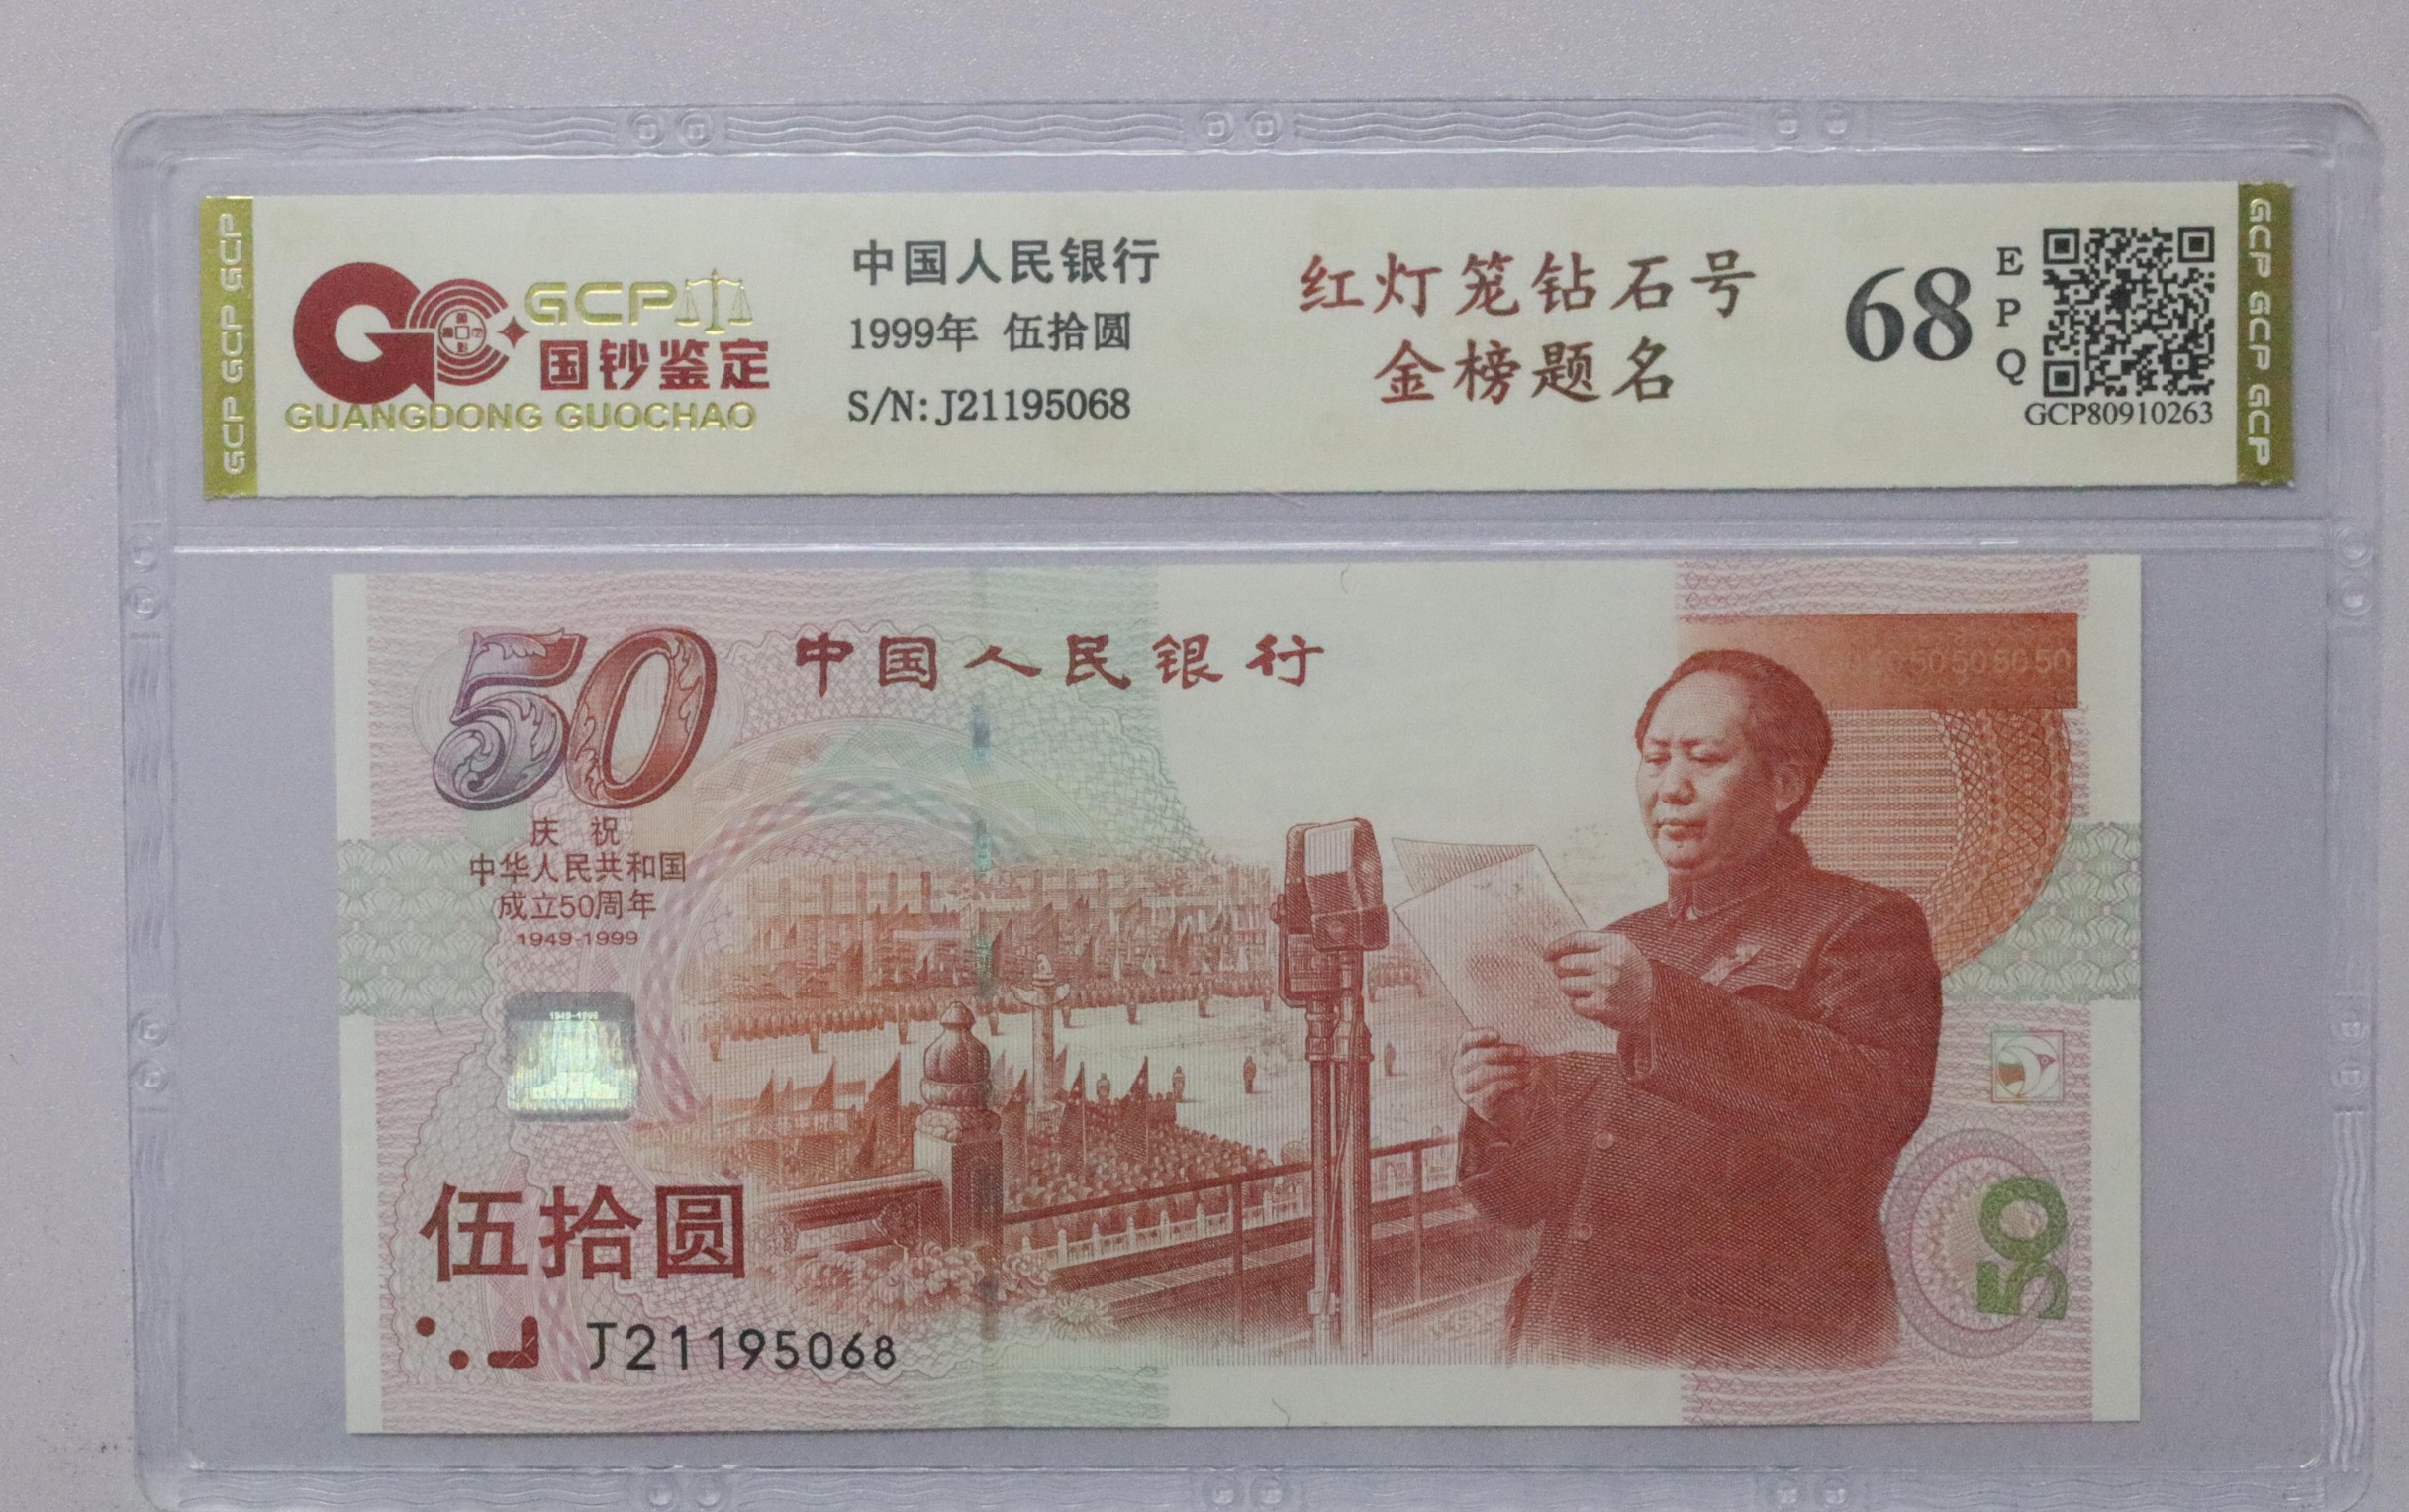 GCP GCP GCP
GCP
国钞鉴定
GUANGDONG GUOCHAO
中国人民银行
1999年 伍拾圆
S/N:J21195068
红灯笼钻石号
金榜题名
68
E
P
Q
GCP80910263
GCP GCP GCP
50
中国人民银行
50505050
庆祝
中华人民共和国
成立50周年
1949-1999
1949-1999
伍拾圆
J21195068
50